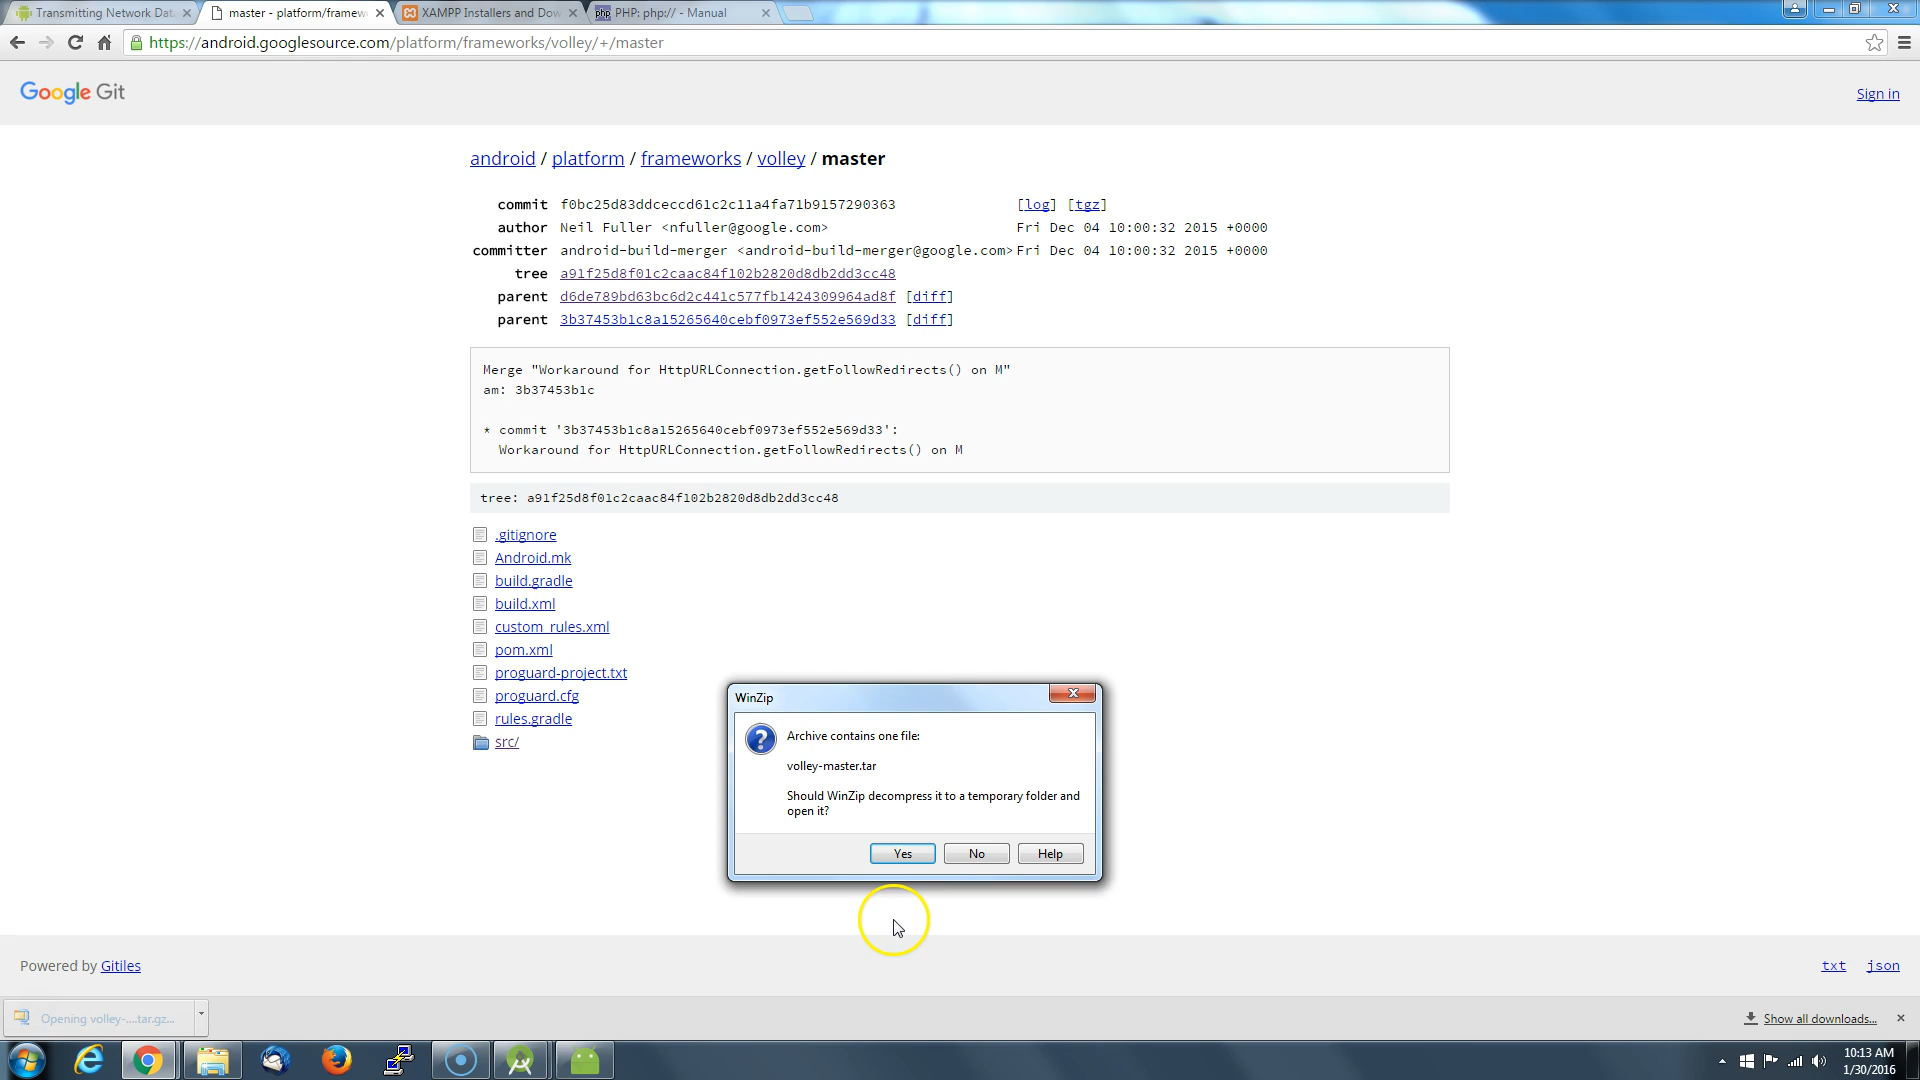 Transmitting Network Dat
master - platform/framew
XAMPP Installers and Dow
php PHP: php:// - Manual
https://android.googlesource.com/platform/frameworks/volley/+/master
Google Git
Sign in
android / platform / frameworks / volley / master
commit f0bc25d83ddceccd61c2c11a4fa71b9157290363 [log] [tgz]
author Neil Fuller <nfuller@google.com> Fri Dec 04 10:00:32 2015 +0000
committer android-build-merger <android-build-merger@google.com> Fri Dec 04 10:00:32 2015 +0000
tree a91f25d8f01c2caac84f102b2820d8db2dd3cc48
parent d6de789bd63bc6d2c441c577fb1424309964ad8f [diff]
parent 3b37453b1c8a15265640cebf0973ef552e569d33 [diff]
Merge "Workaround for HttpURLConnection.getFollowRedirects() on M"
am: 3b37453b1c
* commit '3b37453b1c8a15265640cebf0973ef552e569d33':
Workaround for HttpURLConnection.getFollowRedirects() on M
tree: a91f25d8f01c2caac84f102b2820d8db2dd3cc48
.gitignore
Android.mk
build.gradle
build.xml
custom_rules.xml
pom.xml
proguard-project.txt
proguard.cfg
rules.gradle
src/
WinZip
Archive contains one file:
volley-master.tar
Should WinZip decompress it to a temporary folder and
open it?
Yes No Help
Powered by Gitiles
txt json
Opening volley-....tar.gz...
Show all downloads...
10:13 AM
1/30/2016